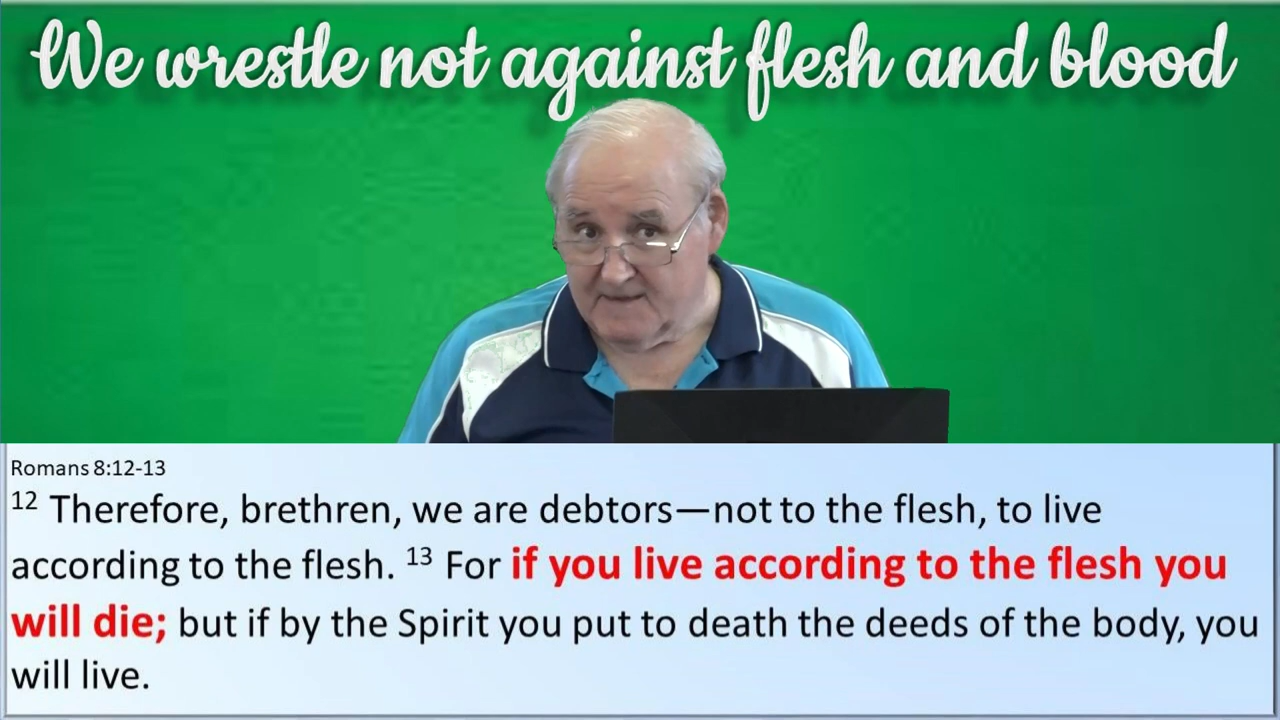 We wrestle not against flesh and blood
Romans 8:12-13
12 Therefore, brethren, we are debtors—not to the flesh, to live
according to the flesh. 13 For if you live according to the flesh you
will die; but if by the Spirit you put to death the deeds of the body, you
will live.